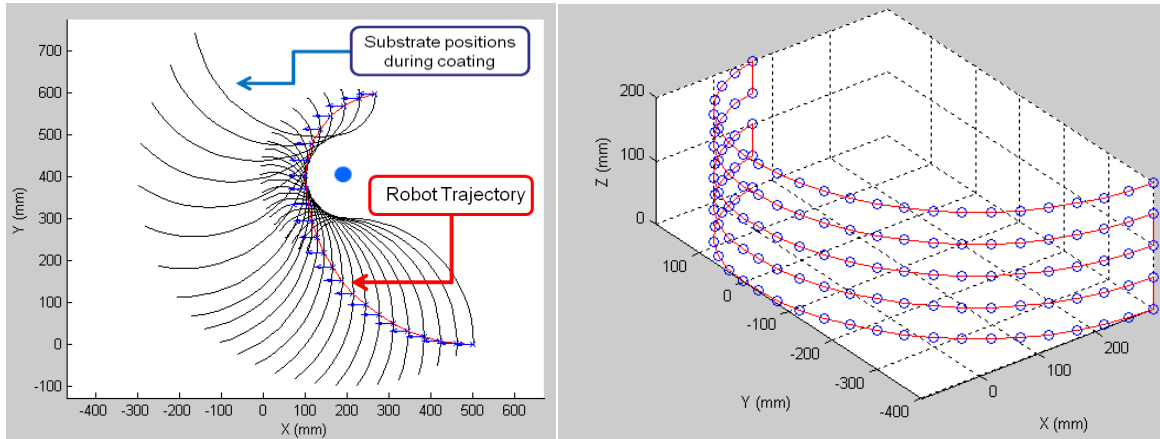 Substrate positions
during coating
Robot Trajectory
700
600
500
400
300
200
100
0
-100
Y (mm)
-400 -300 -200 -100 0 100 200 300 400 500 600
X (mm)
200
100
0
Z (mm)
100
0
-100
-200
-300
-400
Y (mm)
0
100
200
X (mm)